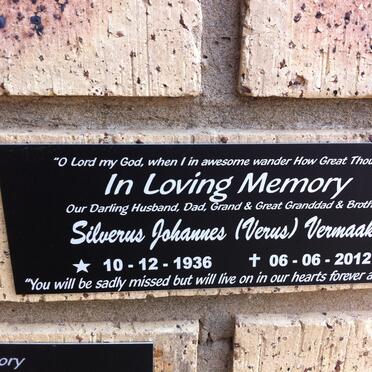 "O Lord my God, when I in awesome wander How Great Thou
In Loving Memory
Our Darling Husband, Dad, Grand & Great Granddad & Broth
Silverus Johannes (Verus) Vermaak
★ 10 - 12 - 1936 ✝ 06 - 06 - 2012
"You will be sadly missed but will live on in our hearts forever a
ory